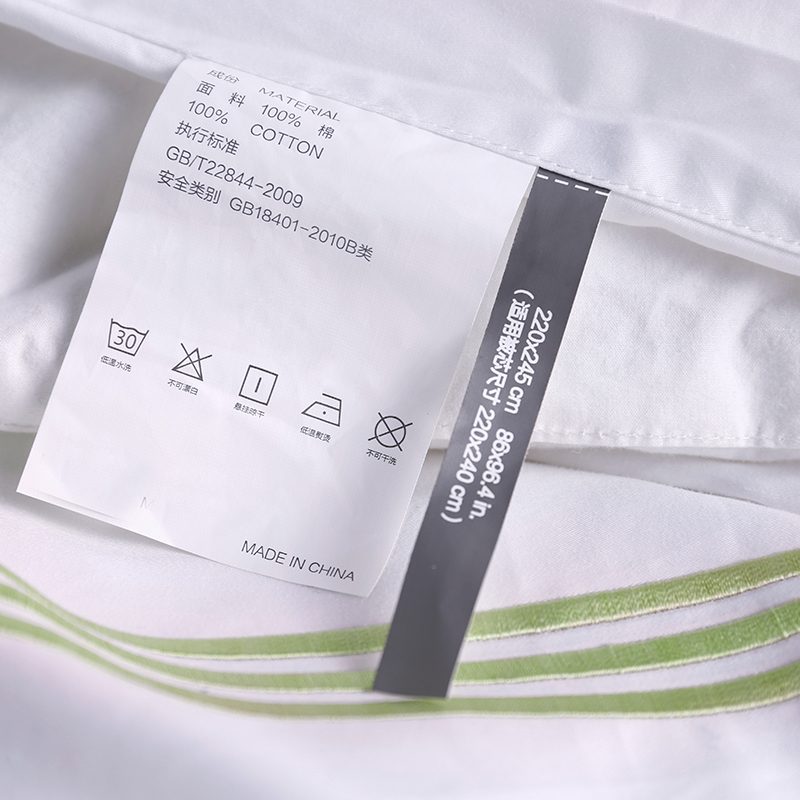 成份 MATERIAL
面 料 100% 棉
100% COTTON
执行标准
GB/T22844-2009
安全类别 GB18401-2010B类
30
低温水洗
不可漂白
悬挂晾干
低温熨烫
不可干洗
M
MADE IN CHINA
220x245 cm 86x96.4 in.
(适用被芯尺寸 220x240 cm)